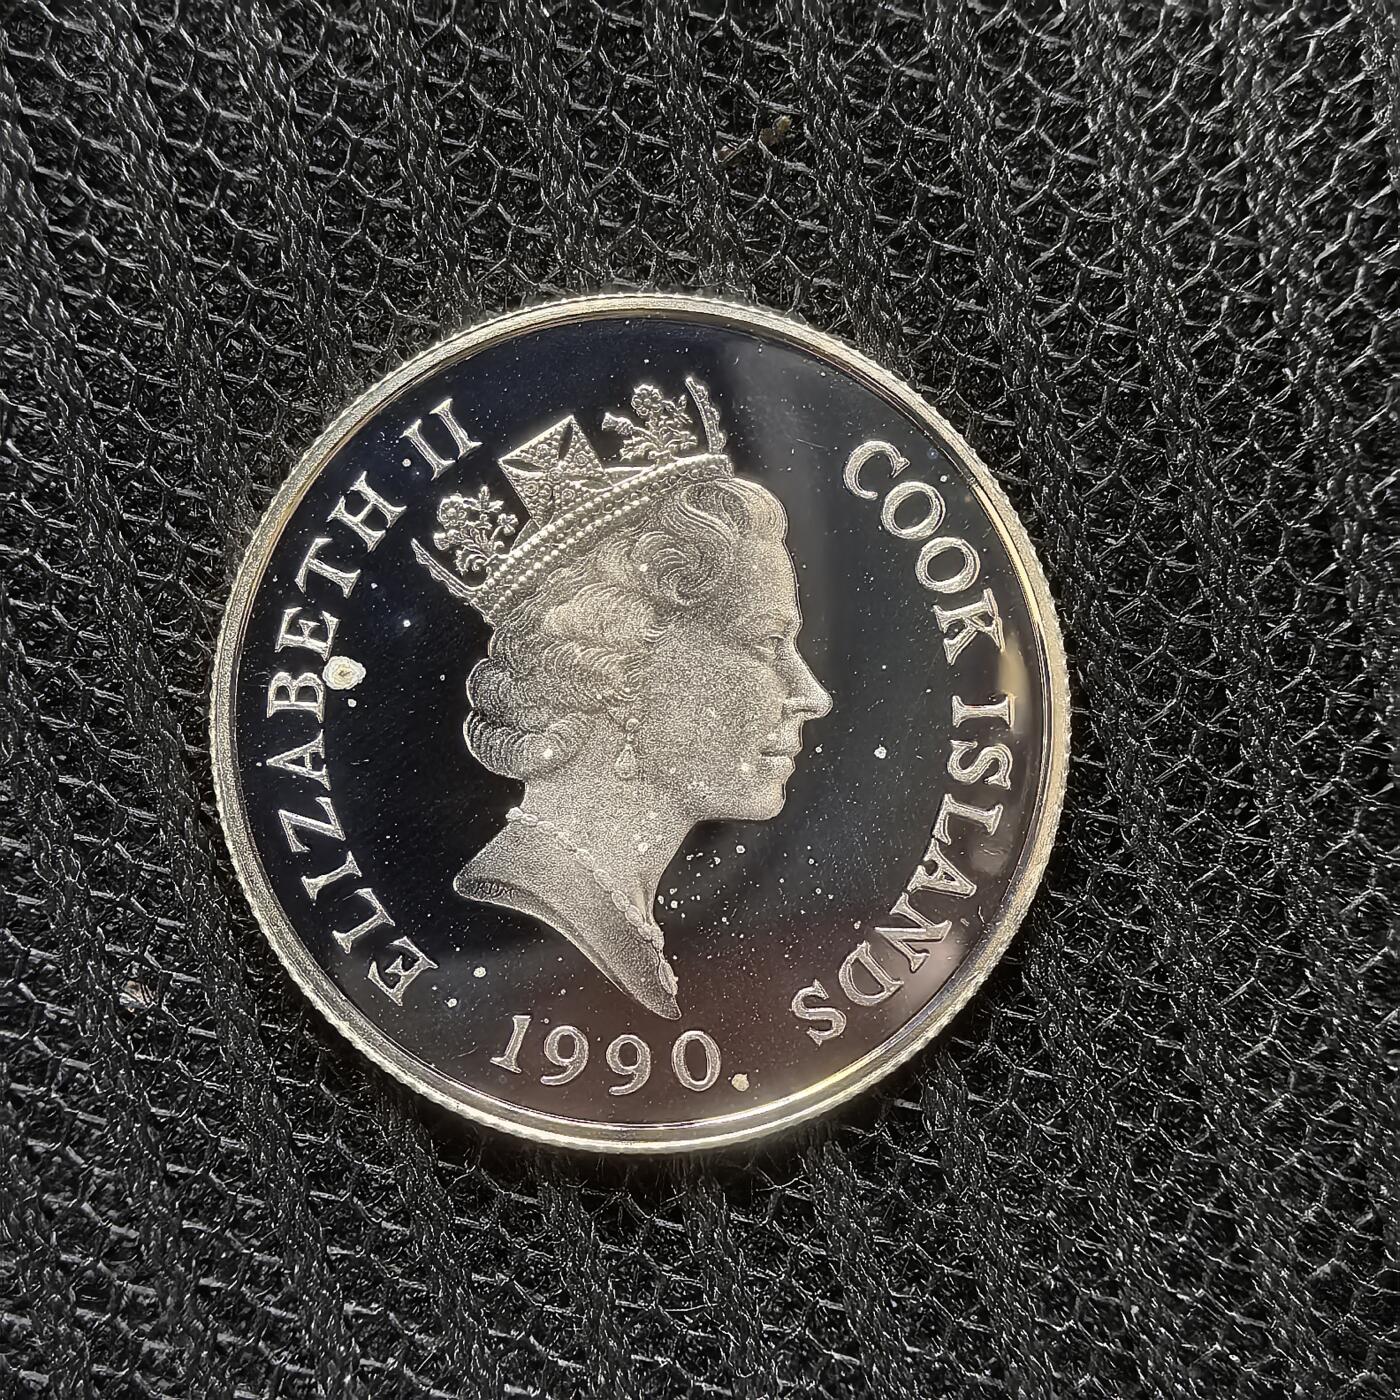 ELIZABETH II
COOK ISLANDS
1990